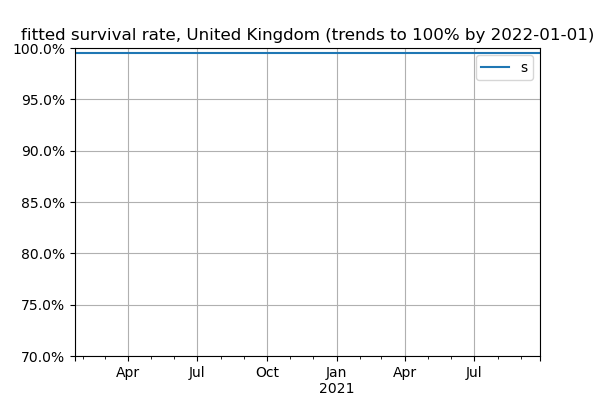 fitted survival rate, United Kingdom (trends to 100% by 2022-01-01)
100.0%
s
95.0%
90.0%
85.0%
80.0%
75.0%
70.0%
Apr Jul Oct Jan Apr Jul
2021